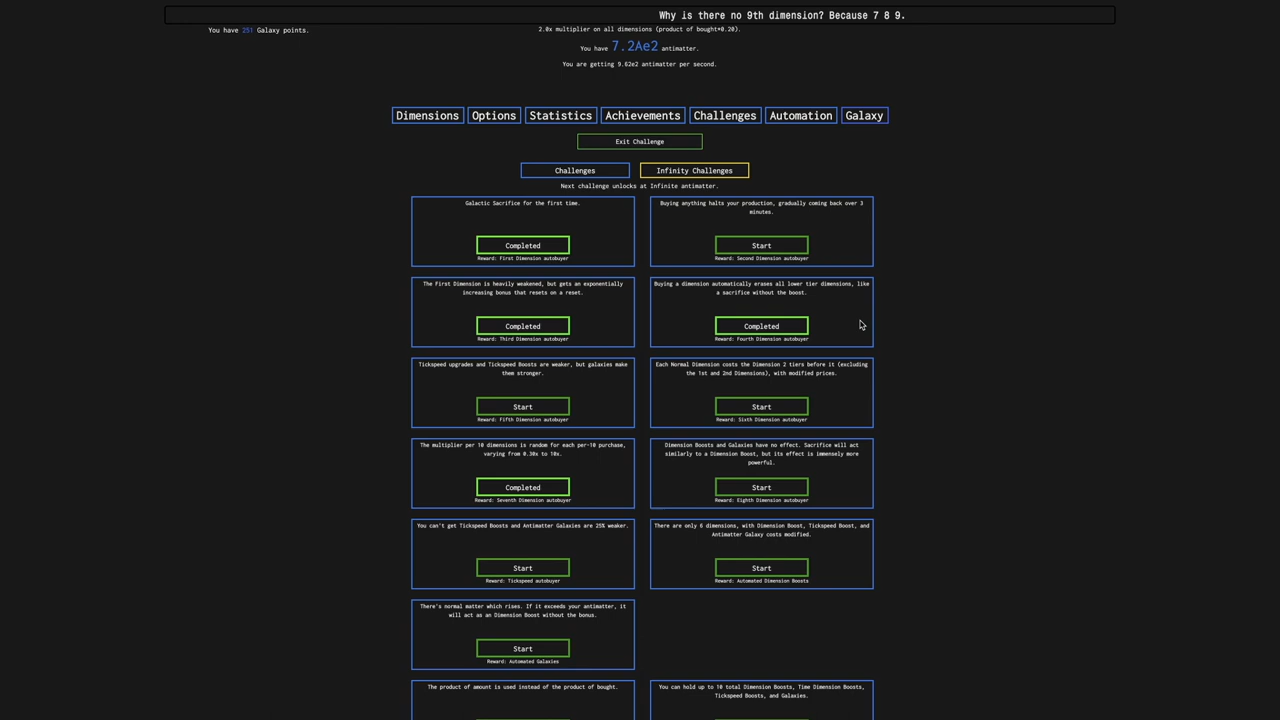 Why is there no 9th dimension? Because 7 8 9.
You have 251 Galaxy points.
2.0x multiplier on all dimensions (product of bought*0.20).
You have 7.2Ae2 antimatter.
You are getting 9.62e2 antimatter per second.
Dimensions Options Statistics Achievements Challenges Automation Galaxy
Exit Challenge
Challenges Infinity Challenges
Next challenge unlocks at Infinite antimatter.
Galactic Sacrifice for the first time.
Completed
Reward: First Dimension autobuyer
Buying anything halts your production, gradually coming back over 3
minutes.
Start
Reward: Second Dimension autobuyer
The First Dimension is heavily weakened, but gets an exponentially
increasing bonus that resets on a reset.
Completed
Reward: Third Dimension autobuyer
Buying a dimension automatically erases all lower tier dimensions, like
a sacrifice without the boost.
Completed
Reward: Fourth Dimension autobuyer
Tickspeed upgrades and Tickspeed Boosts are weaker, but galaxies make
them stronger.
Start
Reward: Fifth Dimension autobuyer
Each Normal Dimension costs the Dimension 2 tiers before it (excluding
the 1st and 2nd Dimensions), with modified prices.
Start
Reward: Sixth Dimension autobuyer
The multiplier per 10 dimensions is random for each per-10 purchase,
varying from 0.30x to 10x.
Completed
Reward: Seventh Dimension autobuyer
Dimension Boosts and Galaxies have no effect. Sacrifice will act
similarly to a Dimension Boost, but its effect is immensely more
powerful.
Start
Reward: Eighth Dimension autobuyer
You can't get Tickspeed Boosts and Antimatter Galaxies are 25% weaker.
Start
Reward: Tickspeed autobuyer
There are only 6 dimensions, with Dimension Boost, Tickspeed Boost, and
Antimatter Galaxy costs modified.
Start
Reward: Automated Dimension Boosts
There's normal matter which rises. If it exceeds your antimatter, it
will act as an Dimension Boost without the bonus.
Start
Reward: Automated Galaxies
The product of amount is used instead of the product of bought.
You can hold up to 10 total Dimension Boosts, Time Dimension Boosts,
Tickspeed Boosts, and Galaxies.